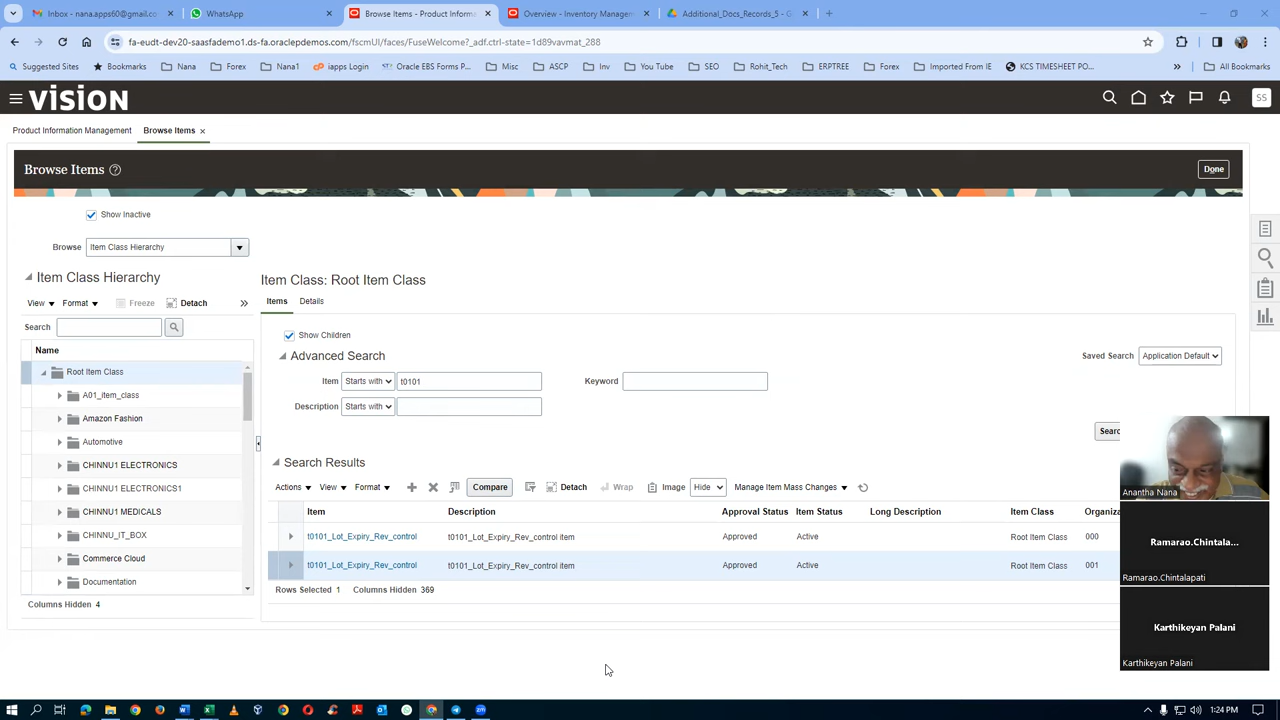 Inbox - nana.apps60@gmail.co
WhatsApp
Browse Items - Product Informa
Overview - Inventory Managem
Additional_Docs_Records_5 - G
fa-eudt-dev20-saasfademo1.ds-fa.oraclepdemos.com/fscmUI/faces/FuseWelcome?_adf.ctrl-state=1d89vavmat_288
Suggested Sites
Bookmarks
Nana
Forex
Nana1
iapps Login
Oracle EBS Forms P...
Misc
ASCP
Inv
You Tube
SEO
Rohit_Tech
ERPTREE
Forex
Imported From IE
KCS TIMESHEET PO...
All Bookmarks
VISION
SS
Product Information Management
Browse Items
Browse Items
Done
Show Inactive
Browse
Item Class Hierarchy
Item Class Hierarchy
View
Format
Freeze
Detach
Search
Name
Root Item Class
A01_item_class
Amazon Fashion
Automotive
CHINNU1 ELECTRONICS
CHINNU1 ELECTRONICS1
CHINNU1 MEDICALS
CHINNU_IT_BOX
Commerce Cloud
Documentation
Columns Hidden 4
Item Class: Root Item Class
Items
Details
Show Children
Advanced Search
Saved Search
Application Default
Item
Starts with
t0101
Keyword
Description
Starts with
Searc
Search Results
Actions
View
Format
Compare
Detach
Wrap
Image
Hide
Manage Item Mass Changes
Item
Description
Approval Status
Item Status
Long Description
Item Class
Organiza
t0101_Lot_Expiry_Rev_control
t0101_Lot_Expiry_Rev_control item
Approved
Active
Root Item Class
000
t0101_Lot_Expiry_Rev_control
t0101_Lot_Expiry_Rev_control item
Approved
Active
Root Item Class
001
Rows Selected 1
Columns Hidden 369
Anantha Nana
Ramarao.Chintala...
Ramarao.Chintalapati
Karthikeyan Palani
Karthikeyan Palani
1:24 PM